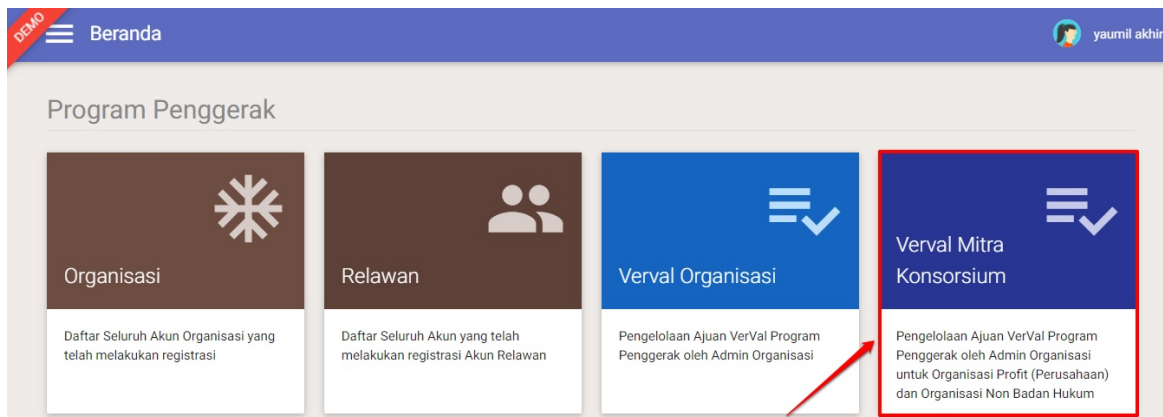 DEMO
Beranda
yaumil akhir
Program Penggerak
Organisasi
Relawan
Verval Organisasi
Verval Mitra
Konsorsium
Daftar Seluruh Akun Organisasi yang
telah melakukan registrasi
Daftar Seluruh Akun yang telah
melakukan registrasi Akun Relawan
Pengelolaan Ajuan VerVal Program
Penggerak oleh Admin Organisasi
Pengelolaan Ajuan VerVal Program
Penggerak oleh Admin Organisasi
untuk Organisasi Profit (Perusahaan)
dan Organisasi Non Badan Hukum